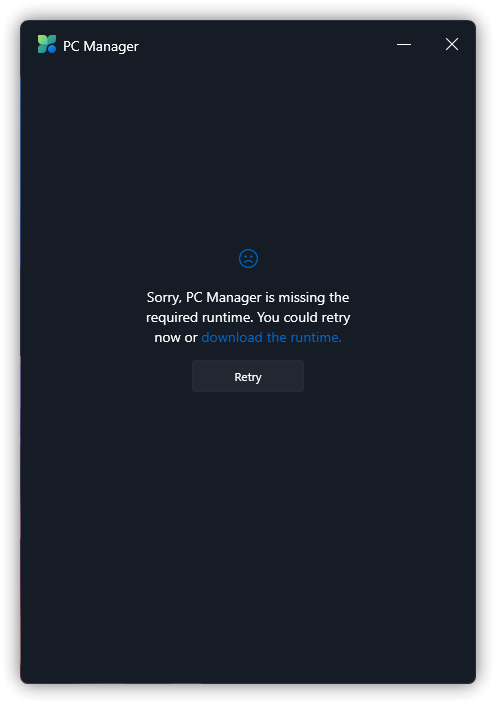 PC Manager
Sorry, PC Manager is missing the
required runtime. You could retry
now or download the runtime.
Retry